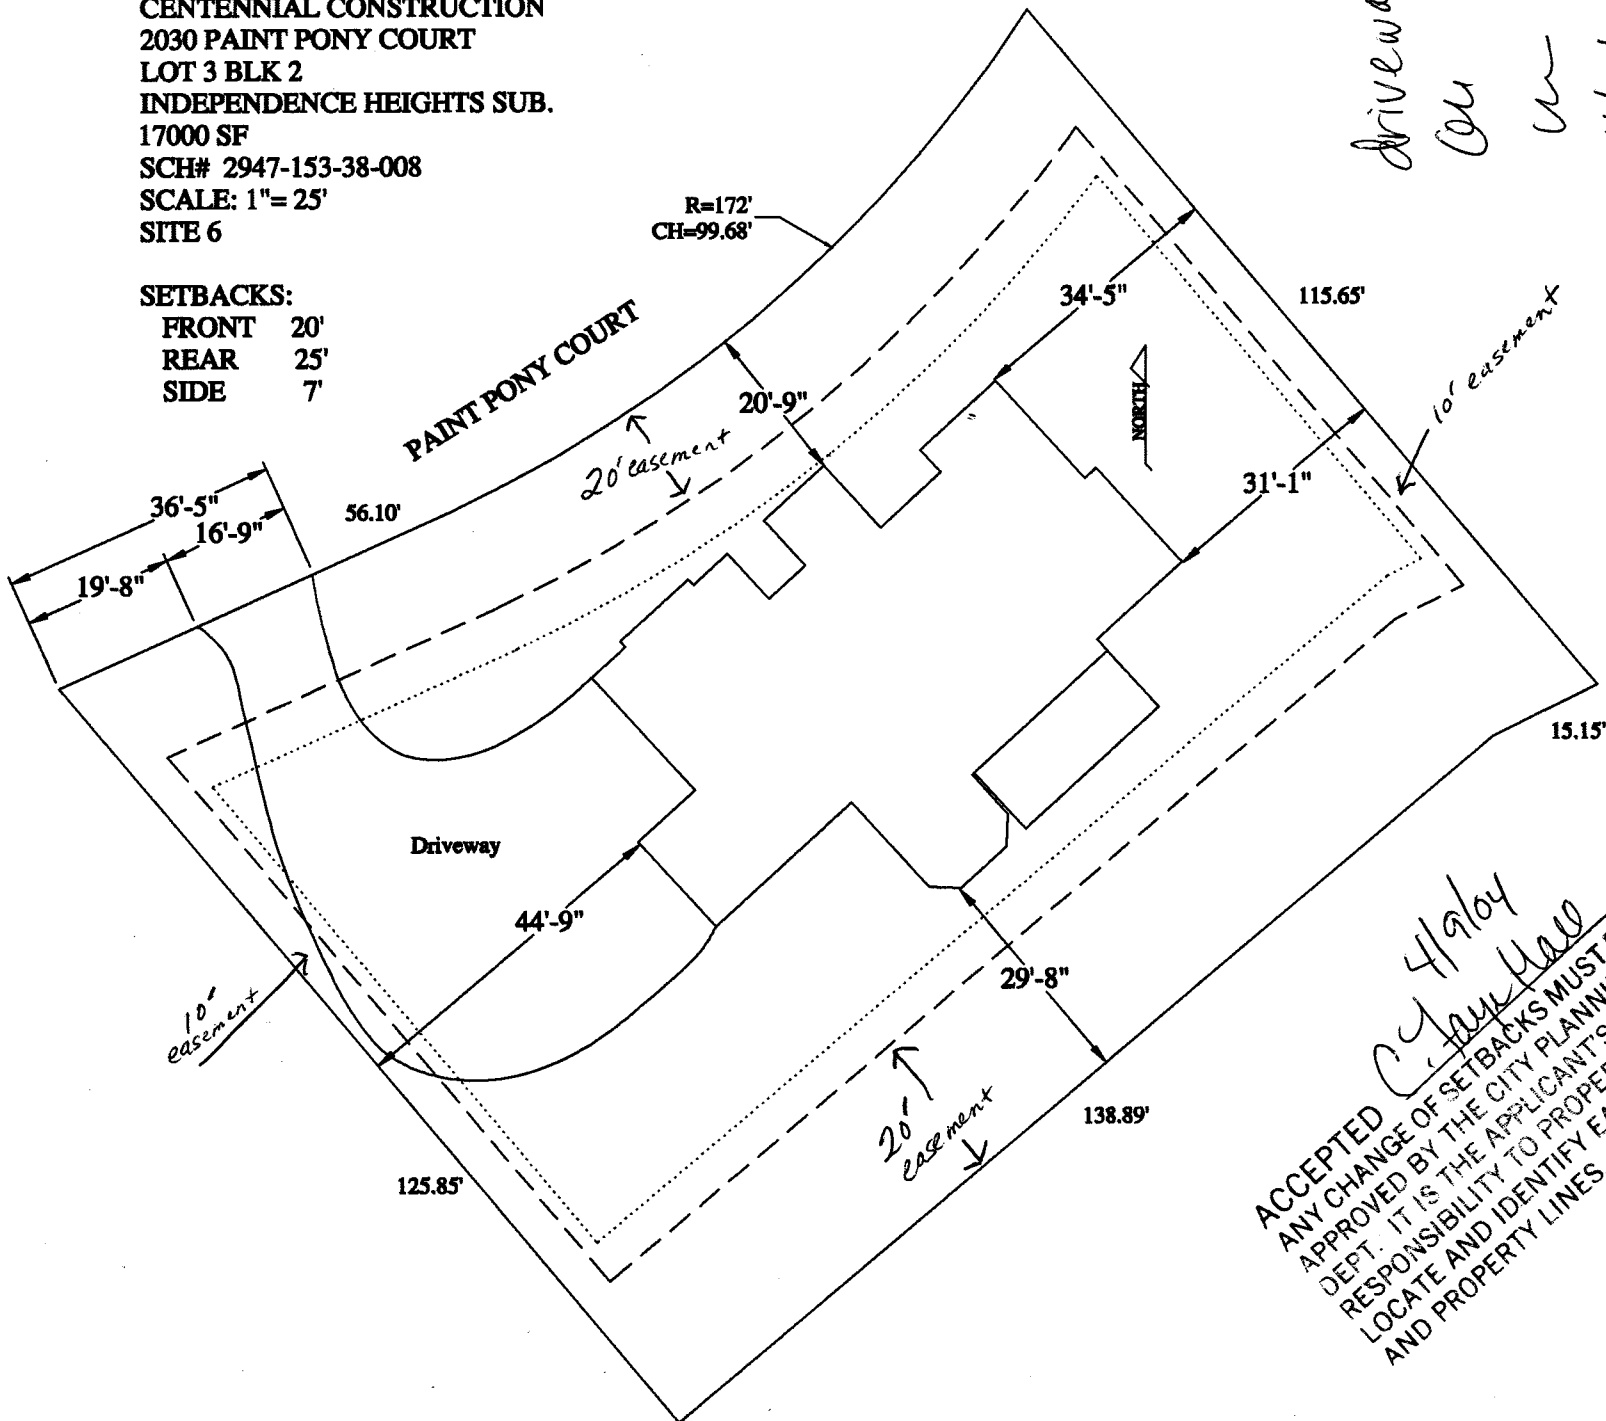 CENTENNIAL CONSTRUCTION
2030 PAINT PONY COURT
LOT 3 BLK 2
INDEPENDENCE HEIGHTS SUB.
17000 SF
SCH# 2947-153-38-008
SCALE: 1"= 25'
SITE 6
SETBACKS:
FRONT 20'
REAR 25'
SIDE 7'
R=172'
CH=99.68'
PAINT PONY COURT
34'-5"
115.65'
10' easement
NORTH
20'-9"
20' easement
31'-1"
36'-5"
16'-9"
56.10'
19'-8"
15.15'
Driveway
44'-9"
29'-8"
10'
easement
20'
easement
138.89'
125.85'
4/9/04
ACCEPTED C. Faye Hall
ANY CHANGE OF SETBACKS MUST
APPROVED BY THE CITY PLANNI
DEPT. IT IS THE APPLICANT'S
RESPONSIBILITY TO PROPE
LOCATE AND IDENTIFY EA
AND PROPERTY LINES